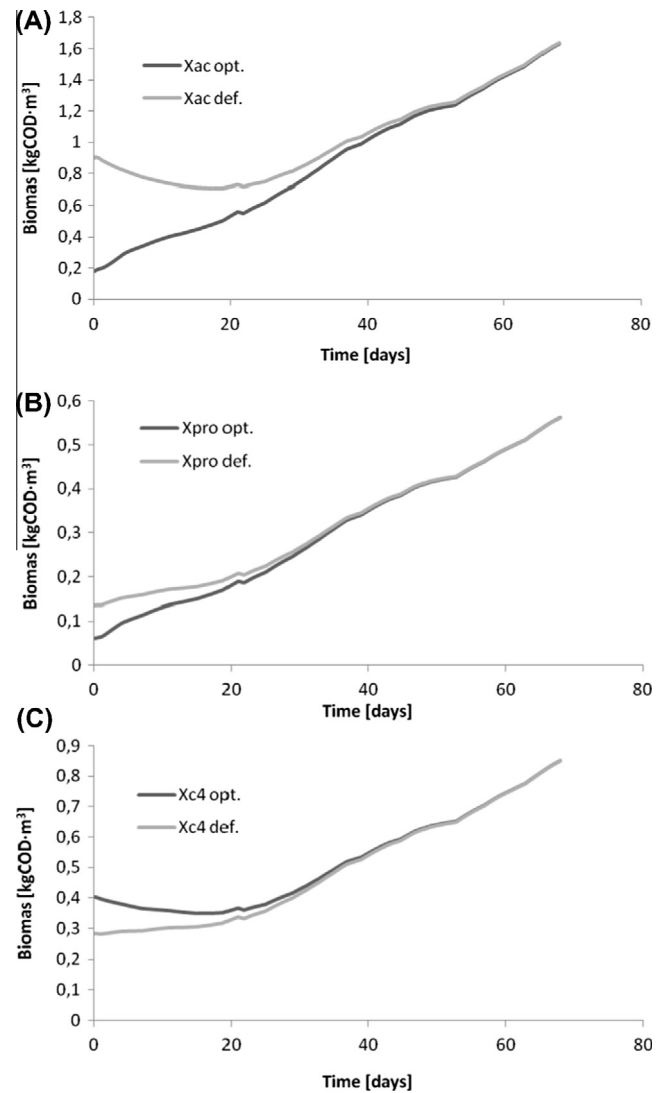 (A)
1,8
1,6
1,4
1,2
1
0,8
0,6
0,4
0,2
0
Biomas [kgCOD·m³]
Xac opt.
Xac def.
0 20 40 60 80
Time [days]
(B)
0,6
0,5
0,4
0,3
0,2
0,1
0
Biomas [kgCOD·m³]
Xpro opt.
Xpro def.
0 20 40 60 80
Time [days]
(C)
0,9
0,8
0,7
0,6
0,5
0,4
0,3
0,2
0,1
0
Biomas [kgCOD·m³]
Xc4 opt.
Xc4 def.
0 20 40 60 80
Time [days]